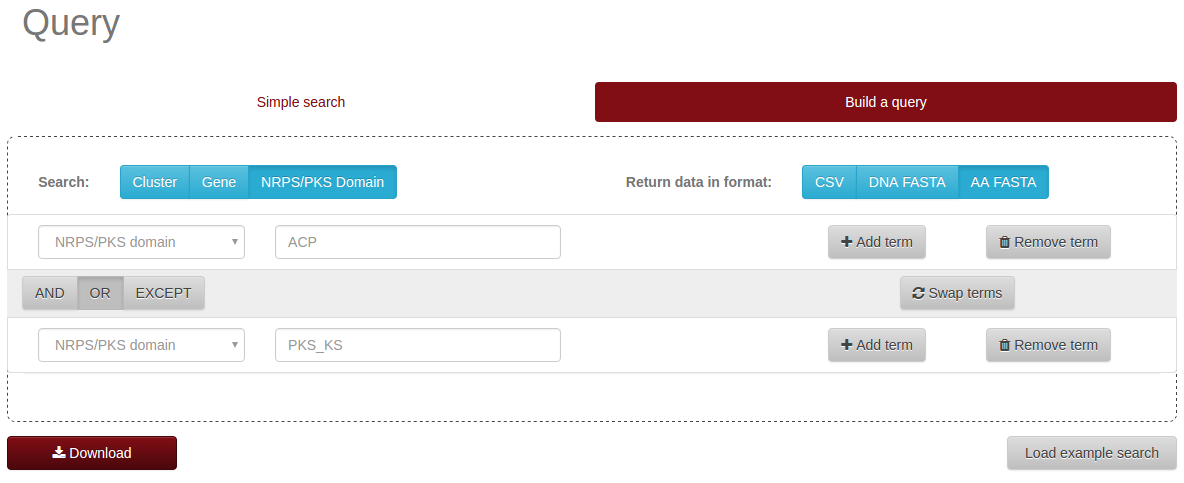 Query
Simple search Build a query
Search: Cluster Gene NRPS/PKS Domain Return data in format: CSV DNA FASTA AA FASTA
NRPS/PKS domain ACP Add term Remove term
AND OR EXCEPT Swap terms
NRPS/PKS domain PKS_KS Add term Remove term
Download Load example search